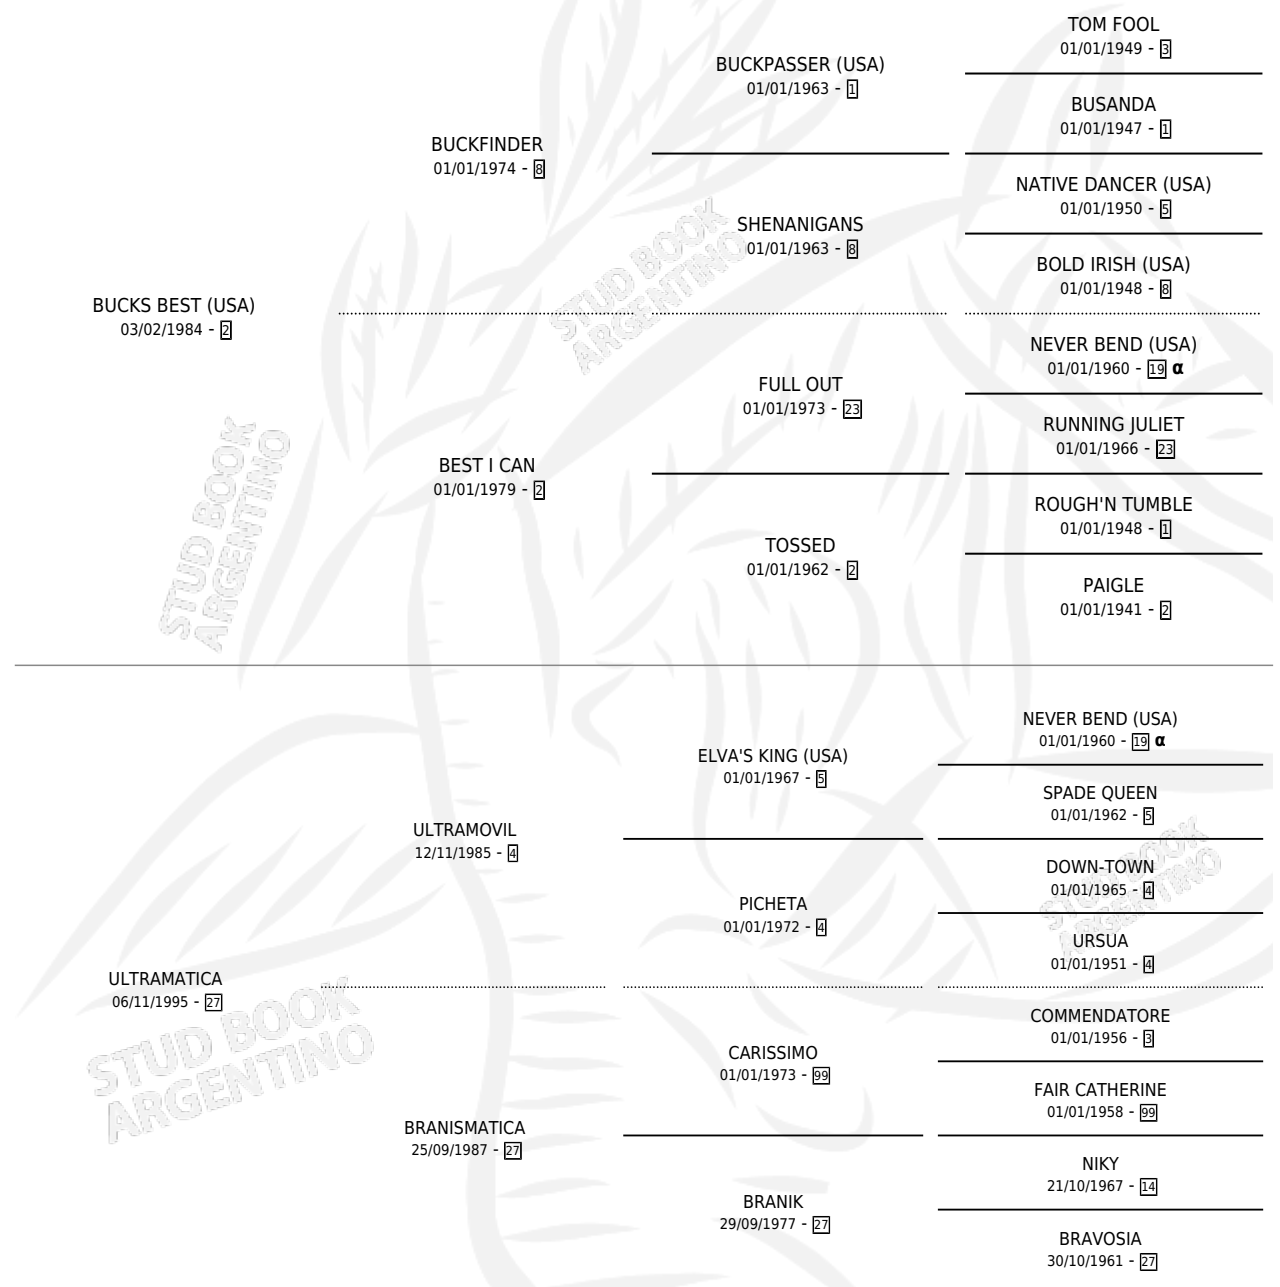 TOM FOOL
01/01/1949 - 3
BUCKPASSER (USA)
01/01/1963 - 1
BUSANDA
01/01/1947 - 1
BUCKFINDER
01/01/1974 - 8
NATIVE DANCER (USA)
01/01/1950 - 5
SHENANIGANS
01/01/1963 - 8
BOLD IRISH (USA)
01/01/1948 - 8
STUD BOOK
ARGENTINO
BUCKS BEST (USA)
03/02/1984 - 2
NEVER BEND (USA)
01/01/1960 - 19 α
FULL OUT
01/01/1973 - 23
RUNNING JULIET
01/01/1966 - 23
BEST I CAN
01/01/1979 - 2
ROUGH'N TUMBLE
01/01/1948 - 1
TOSSED
01/01/1962 - 2
PAIGLE
01/01/1941 - 2
STUD BOOK
ARGENTINO
NEVER BEND (USA)
01/01/1960 - 19 α
ELVA'S KING (USA)
01/01/1967 - 5
SPADE QUEEN
01/01/1962 - 5
ULTRAMOVIL
12/11/1985 - 4
DOWN-TOWN
01/01/1965 - 4
PICHETA
01/01/1972 - 4
URSUA
01/01/1951 - 4
STUD BOOK
ARGENTINO
ULTRAMATICA
06/11/1995 - 27
COMMENDATORE
01/01/1956 - 3
CARISSIMO
01/01/1973 - 99
FAIR CATHERINE
01/01/1958 - 99
BRANISMATICA
25/09/1987 - 27
NIKY
21/10/1967 - 14
BRANIK
29/09/1977 - 27
BRAVOSIA
30/10/1961 - 27
STUD BOOK
ARGENTINO